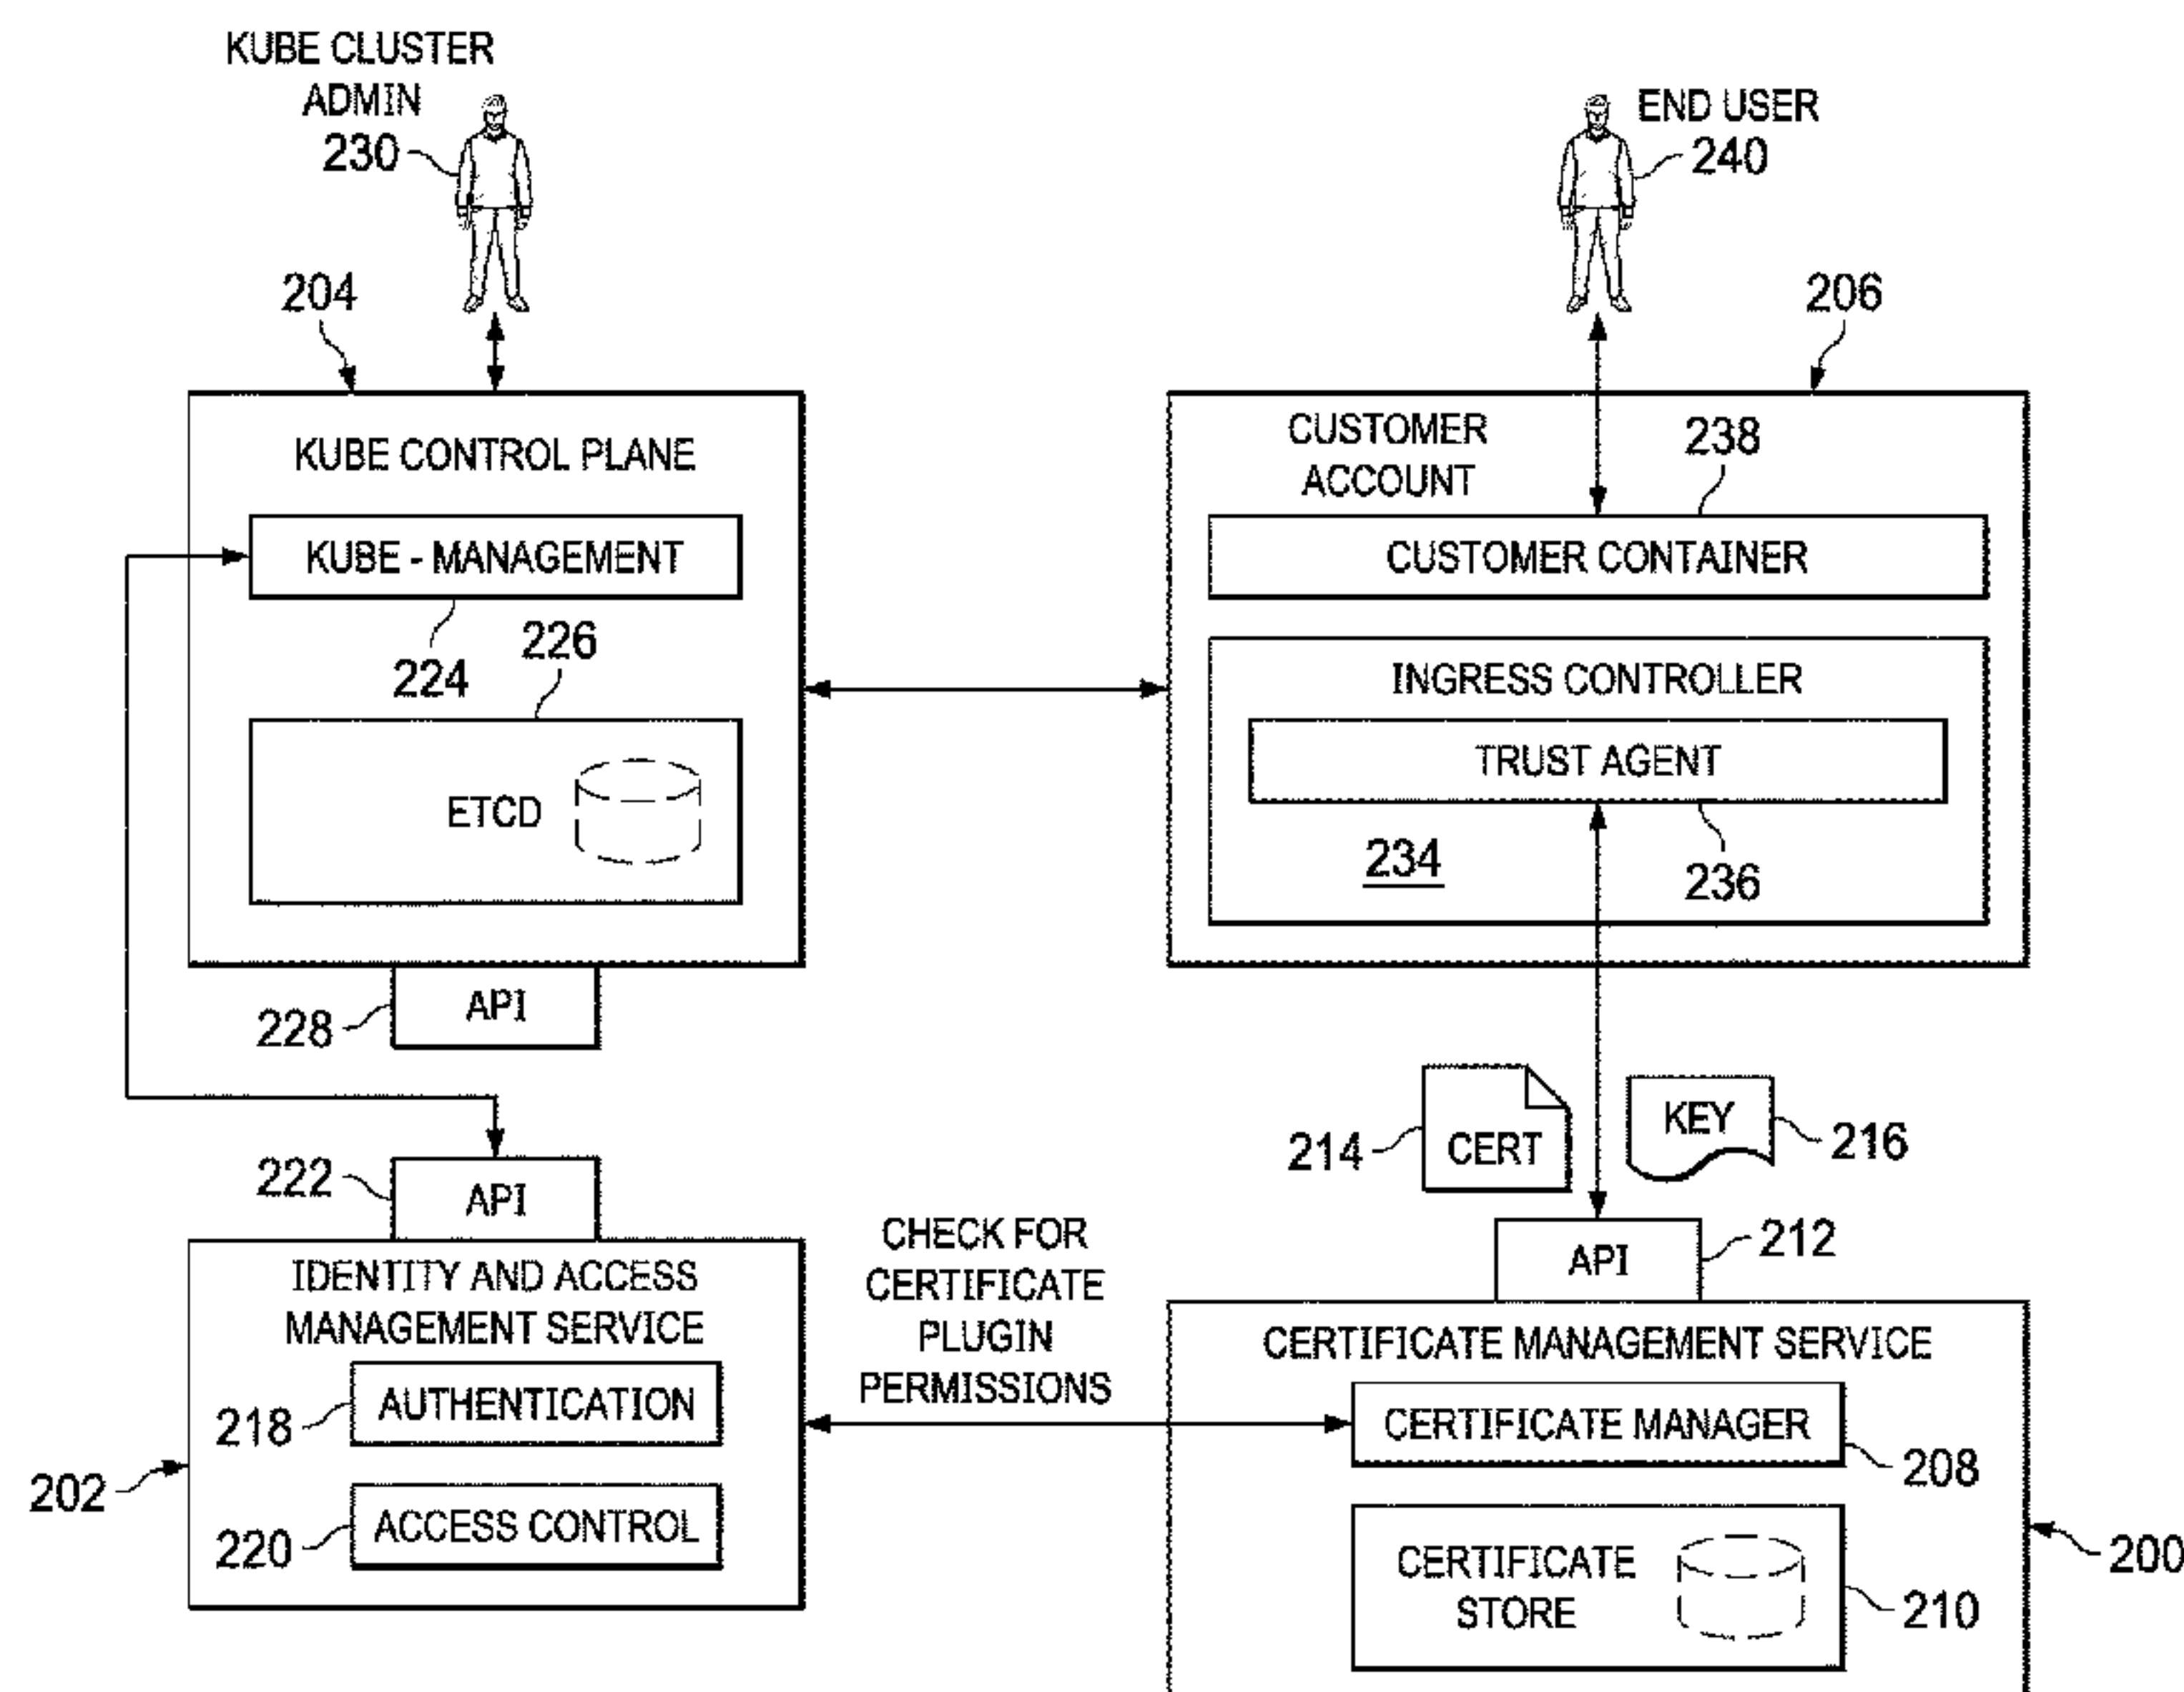 KUBE CLUSTER
ADMIN
230
END USER
240
204
206
KUBE CONTROL PLANE
KUBE - MANAGEMENT
224
226
ETCD
API
228
CUSTOMER
ACCOUNT
238
CUSTOMER CONTAINER
INGRESS CONTROLLER
TRUST AGENT
234
236
214
CERT
KEY
216
222
API
IDENTITY AND ACCESS
MANAGEMENT SERVICE
218
AUTHENTICATION
202
220
ACCESS CONTROL
CHECK FOR
CERTIFICATE
PLUGIN
PERMISSIONS
API
212
CERTIFICATE MANAGEMENT SERVICE
CERTIFICATE MANAGER
208
CERTIFICATE
STORE
210
200